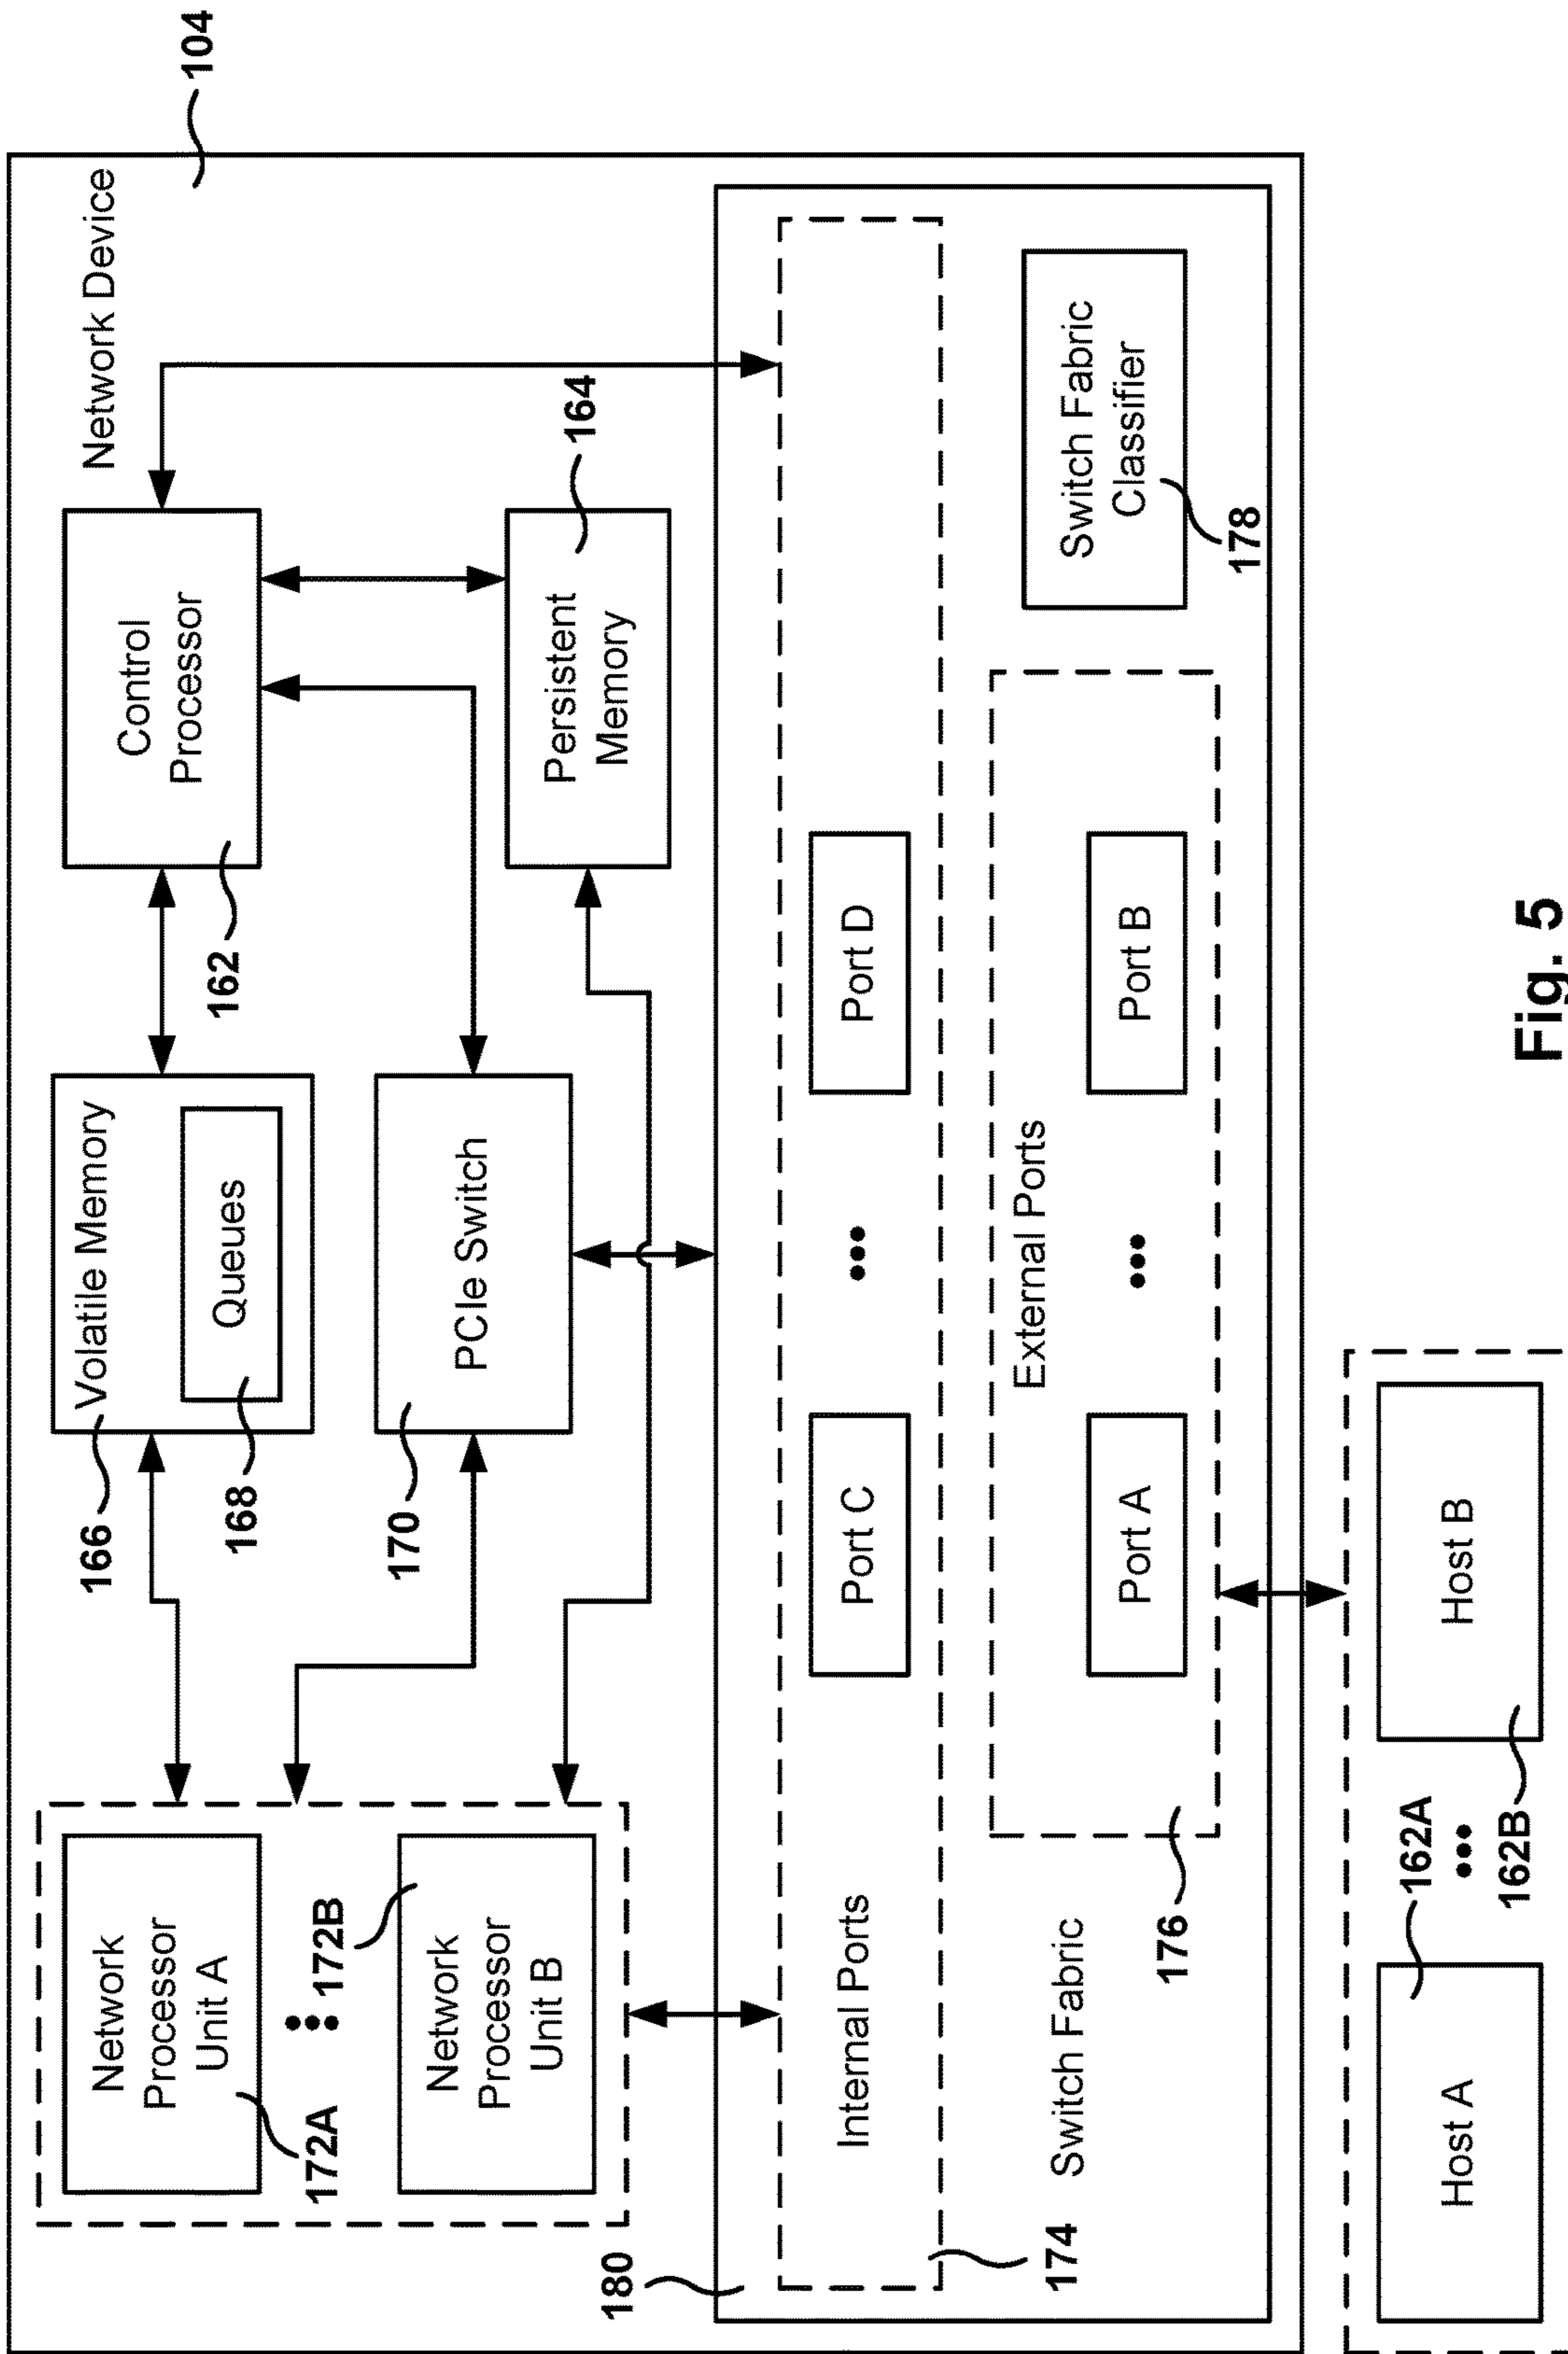 Network Device
104
Network
Processor
Unit A
172A
172B
Network
Processor
Unit B
166
Volatile Memory
Queues
168
Control
Processor
162
170
PCIe Switch
Persistent
Memory
164
180
Internal Ports
Port C
Port D
174
Switch Fabric
External Ports
Port A
Port B
176
Switch Fabric
Classifier
178
Host A
162A
162B
Host B
Fig. 5